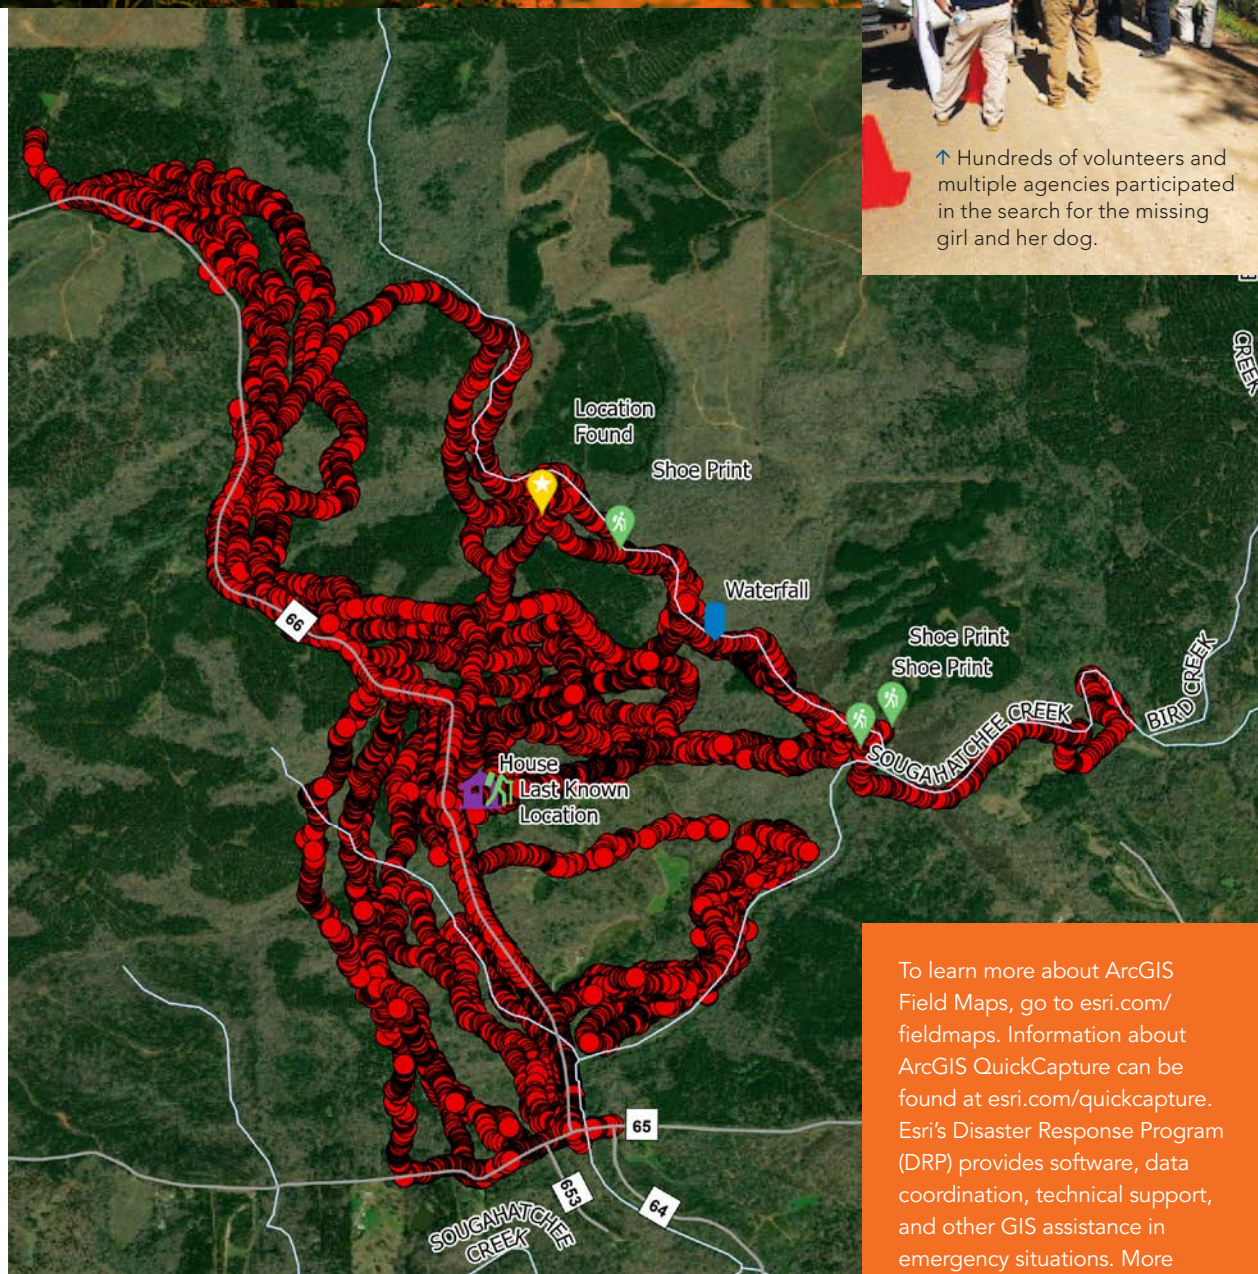 ↑ Hundreds of volunteers and
multiple agencies participated
in the search for the missing
girl and her dog.
CREEK
Location
Found
Shoe Print
Waterfall
Shoe Print
Shoe Print
66
BIRD CREEK
SOUGAHATCHEE CREEK
House
Last Known
Location
65
653
64
SOUGAHATCHEE
CREEK
To learn more about ArcGIS
Field Maps, go to esri.com/
fieldmaps. Information about
ArcGIS QuickCapture can be
found at esri.com/quickcapture.
Esri’s Disaster Response Program
(DRP) provides software, data
coordination, technical support,
and other GIS assistance in
emergency situations. More